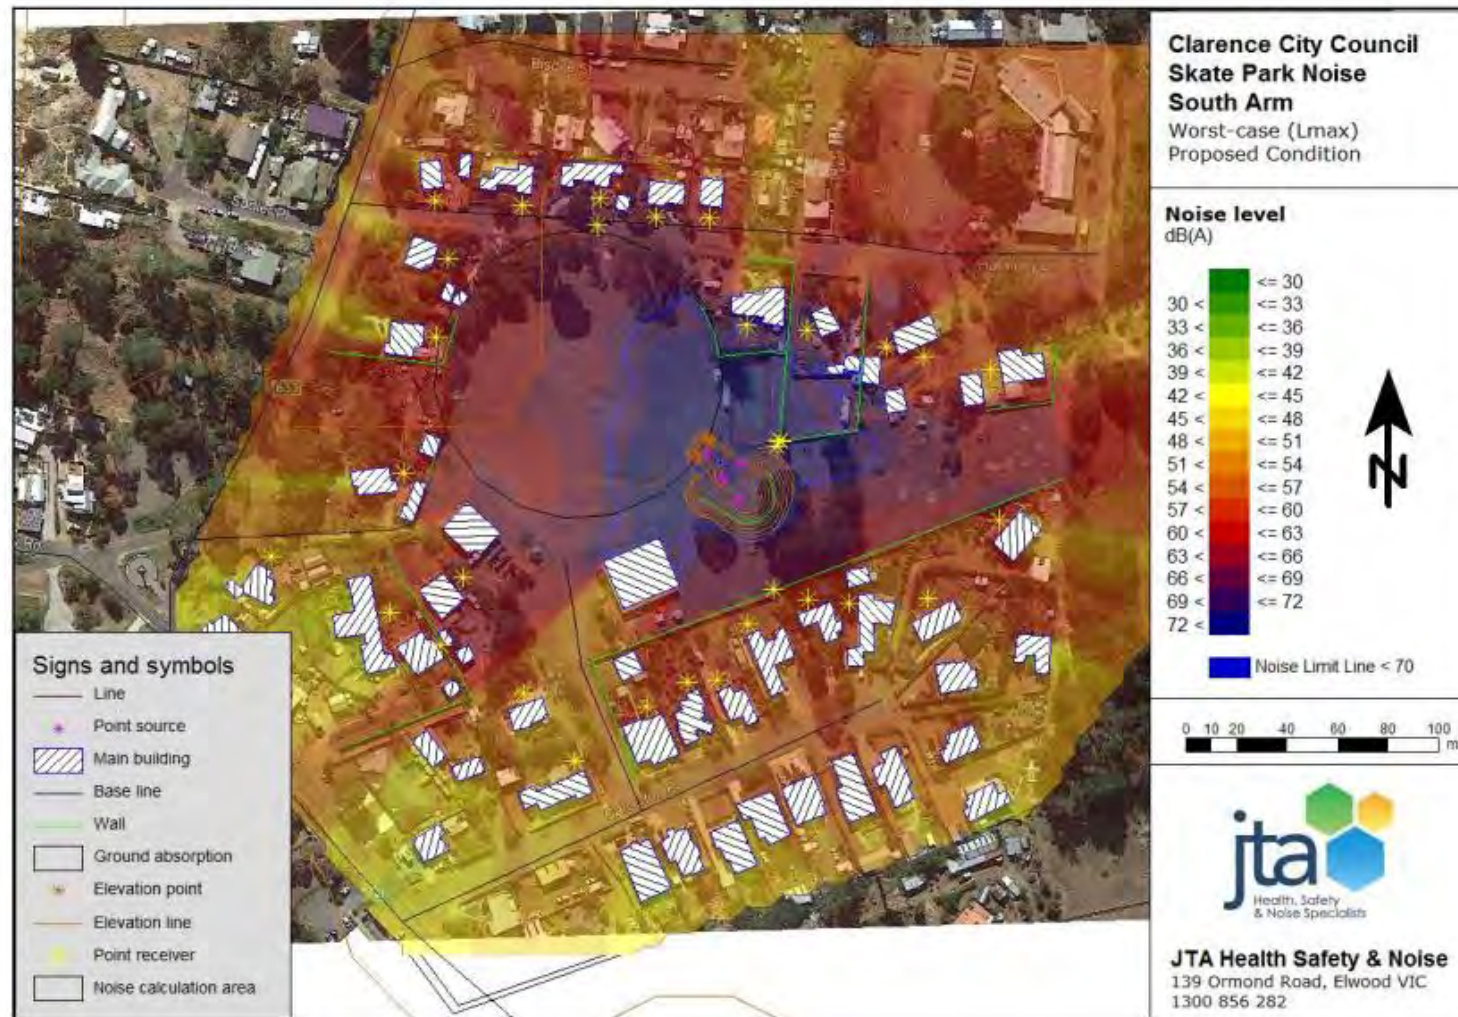 Clarence City Council
Skate Park Noise
South Arm
Worst-case (Lmax)
Proposed Condition
Noise level
dB(A)
<= 30
30 < <= 33
33 < <= 36
36 < <= 39
39 < <= 42
42 < <= 45
45 < <= 48
48 < <= 51
51 < <= 54
54 < <= 57
57 < <= 60
60 < <= 63
63 < <= 66
66 < <= 69
69 < <= 72
72 <
Noise Limit Line < 70
N
0 10 20 40 60 80 100
m
jta
Health, Safety
& Noise Specialists
JTA Health Safety & Noise
139 Ormond Road, Elwood VIC
1300 856 282
Signs and symbols
Line
Point source
Main building
Base line
Wall
Ground absorption
Elevation point
Elevation line
Point receiver
Noise calculation area